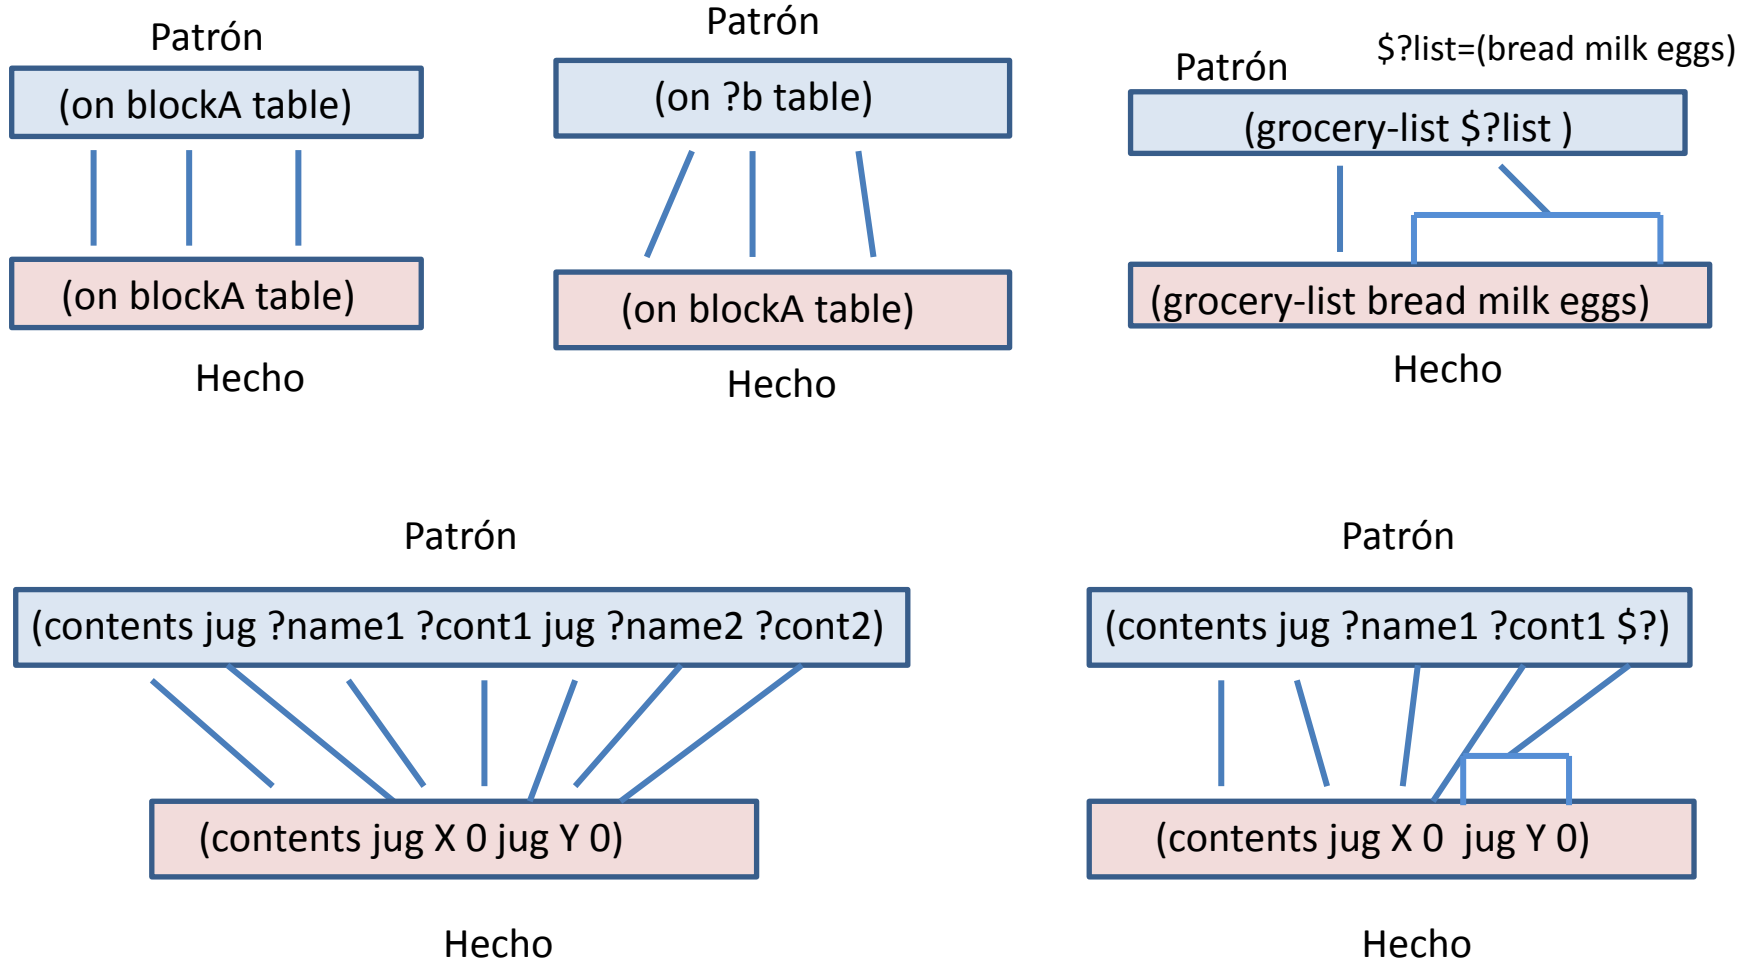 Patrón
(on blockA table)
(on blockA table)
Hecho
Patrón
(on ?b table)
(on blockA table)
Hecho
$?list=(bread milk eggs)
Patrón
(grocery-list $?list )
(grocery-list bread milk eggs)
Hecho
Patrón
(contents jug ?name1 ?cont1 jug ?name2 ?cont2)
(contents jug X 0 jug Y 0)
Hecho
Patrón
(contents jug ?name1 ?cont1 $?)
(contents jug X 0 jug Y 0)
Hecho